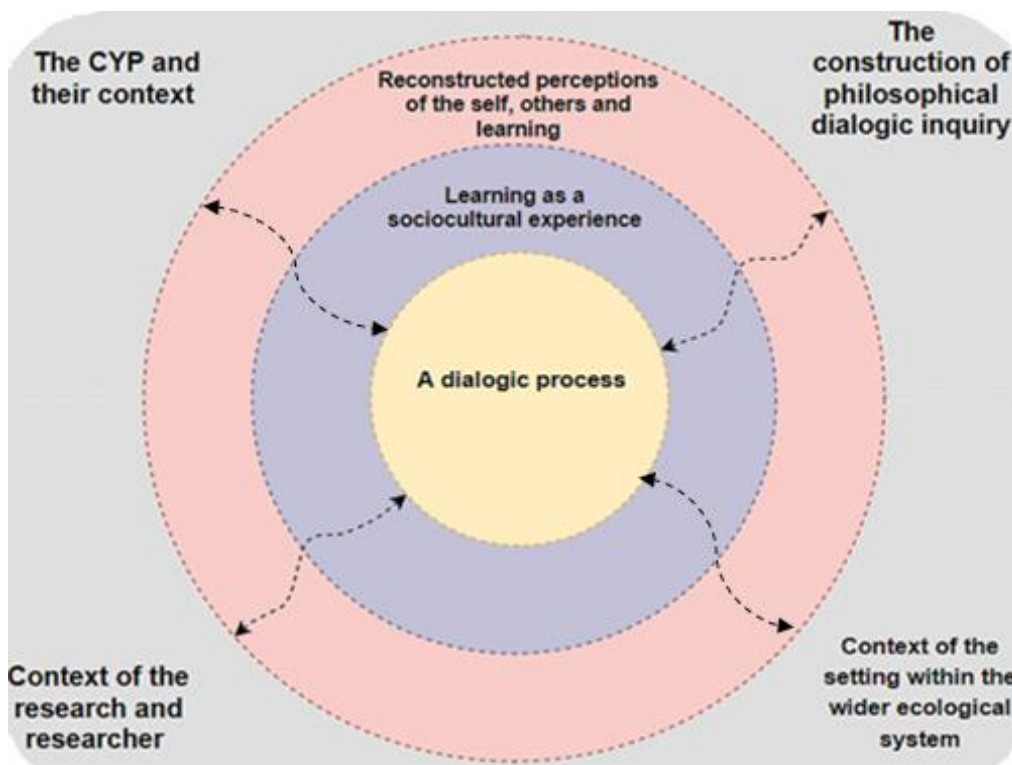 The CYP and
their context
The
construction of
philosophical
dialogic inquiry
Reconstructed perceptions
of the self, others and
learning
Learning as a
sociocultural experience
A dialogic process
Context of the
research and
researcher
Context of the
setting within the
wider ecological
system